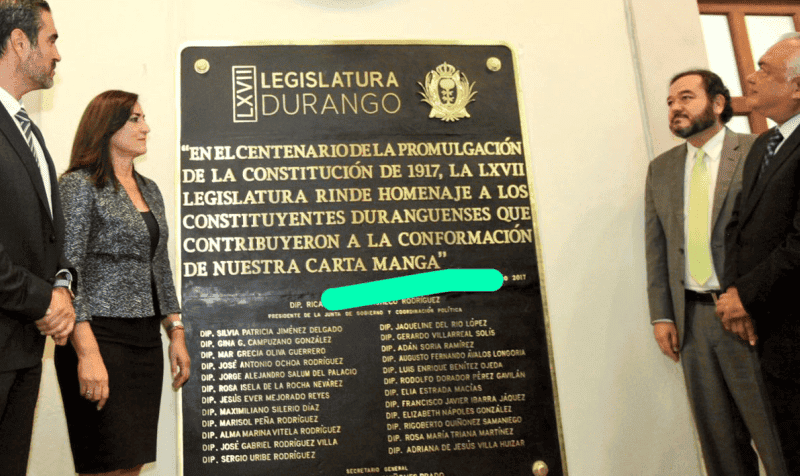 LXVII LEGISLATURA
DURANGO
"EN EL CENTENARIO DE LA PROMULGACIÓN
DE LA CONSTITUCIÓN DE 1917, LA LXVII
LEGISLATURA RINDE HOMENAJE A LOS
CONSTITUYENTES DURANGUENSES QUE
CONTRIBUYERON A LA CONFORMACIÓN
DE NUESTRA CARTA MANGA"
2017
DIP. RODRÍGUEZ
PRESIDENTE DE LA JUNTA DE GOBIERNO Y COORDINACIÓN POLÍTICA
DIP. SILVIA PATRICIA JIMÉNEZ DELGADO
DIP. GINA G. CAMPUZANO GONZÁLEZ
DIP. MAR GRECIA OLIVA GUERRERO
DIP. JOSÉ ANTONIO OCHOA RODRÍGUEZ
DIP. JORGE ALEJANDRO SALUM DEL PALACIO
DIP. ROSA ISELA DE LA ROCHA NEVÁREZ
DIP. JESÚS EVER MEJORADO REYES
DIP. MAXIMILIANO SILERIO DÍAZ
DIP. MARISOL PEÑA RODRÍGUEZ
DIP. ALMA MARINA VITELA RODRÍGUEZ
DIP. JOSÉ GABRIEL RODRÍGUEZ VILLA
DIP. SERGIO URIBE RODRÍGUEZ
DIP. JAQUELINE DEL RIO LÓPEZ
DIP. GERARDO VILLARREAL SOLÍS
DIP. ADÁN SORIA RAMÍREZ
DIP. AUGUSTO FERNANDO ÁVALOS LONGORIA
DIP. LUIS ENRIQUE BENÍTEZ OJEDA
DIP. RODOLFO DORADOR PÉREZ GAVILÁN
DIP. ELIA ESTRADA MACÍAS
DIP. FRANCISCO JAVIER IBARRA JÁQUEZ
DIP. ELIZABETH NÁPOLES GONZÁLEZ
DIP. RIGOBERTO QUIÑONEZ SAMANIEGO
DIP. ROSA MARÍA TRIANA MARTÍNEZ
DIP. ADRIANA DE JESÚS VILLA HUIZAR
SECRETARIO GENERAL